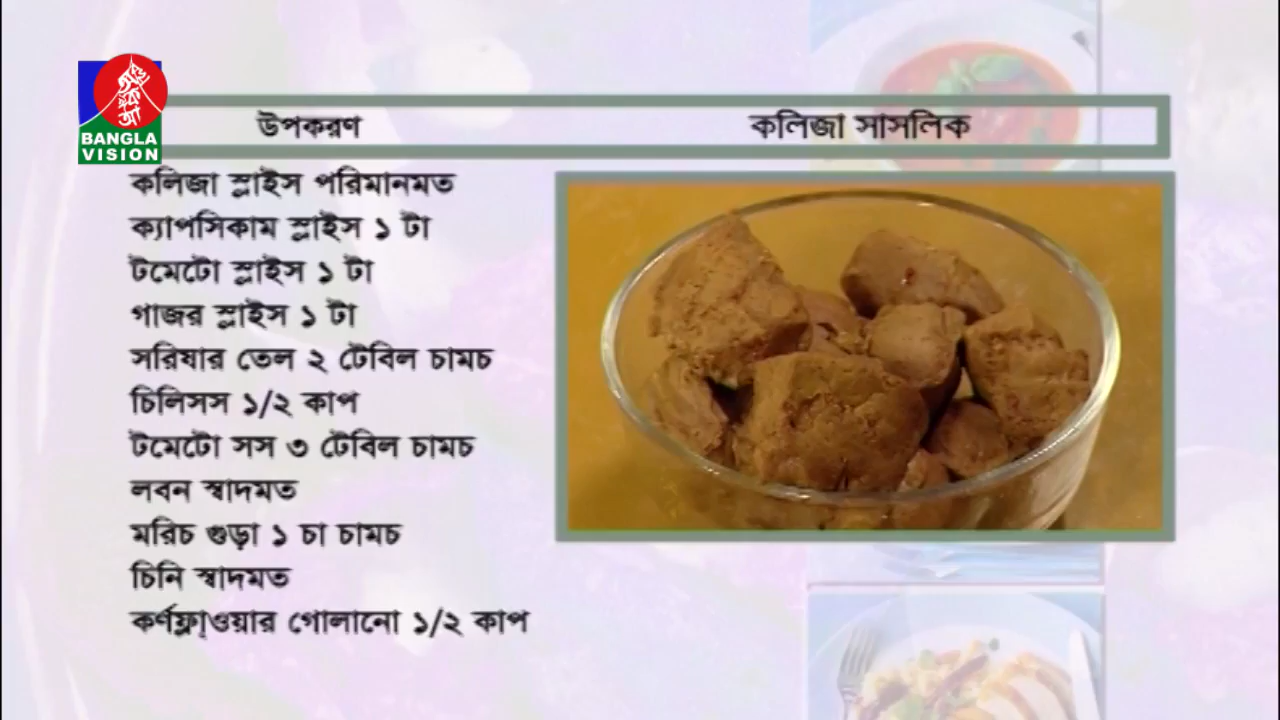 BANGLA
VISION
উপকরণ
কলিজা সাসলিক
কলিজা স্লাইস পরিমানমত
ক্যাপসিকাম স্লাইস ১ টা
টমেটো স্লাইস ১ টা
গাজর স্লাইস ১ টা
সরিষার তেল ২ টেবিল চামচ
চিলিসস ১/২ কাপ
টমেটো সস ৩ টেবিল চামচ
লবন স্বাদমত
মরিচ গুড়া ১ চা চামচ
চিনি স্বাদমত
কর্ণফ্লাওয়ার গোলানো ১/২ কাপ